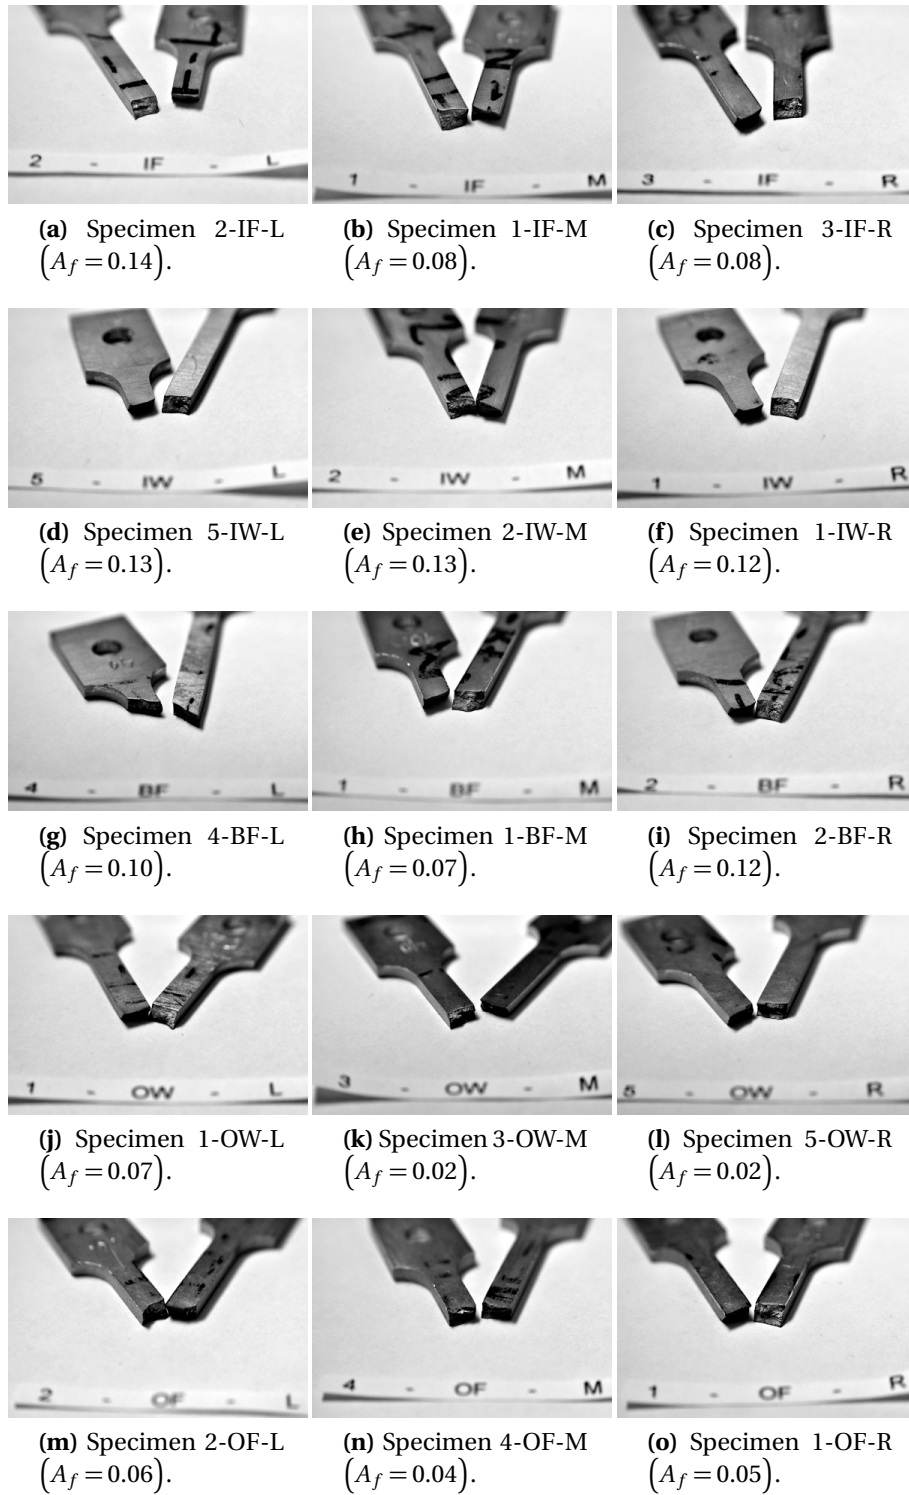 2 - IF - L
1 - IF - M
3 - IF - R
(a) Specimen 2-IF-L
(A_f = 0.14).
(b) Specimen 1-IF-M
(A_f = 0.08).
(c) Specimen 3-IF-R
(A_f = 0.08).
5 - IW - L
2 - IW - M
1 - IW - R
(d) Specimen 5-IW-L
(A_f = 0.13).
(e) Specimen 2-IW-M
(A_f = 0.13).
(f) Specimen 1-IW-R
(A_f = 0.12).
4 - BF - L
1 - BF - M
2 - BF - R
(g) Specimen 4-BF-L
(A_f = 0.10).
(h) Specimen 1-BF-M
(A_f = 0.07).
(i) Specimen 2-BF-R
(A_f = 0.12).
1 - OW - L
3 - OW - M
5 - OW - R
(j) Specimen 1-OW-L
(A_f = 0.07).
(k) Specimen 3-OW-M
(A_f = 0.02).
(l) Specimen 5-OW-R
(A_f = 0.02).
2 - OF - L
4 - OF - M
1 - OF - R
(m) Specimen 2-OF-L
(A_f = 0.06).
(n) Specimen 4-OF-M
(A_f = 0.04).
(o) Specimen 1-OF-R
(A_f = 0.05).